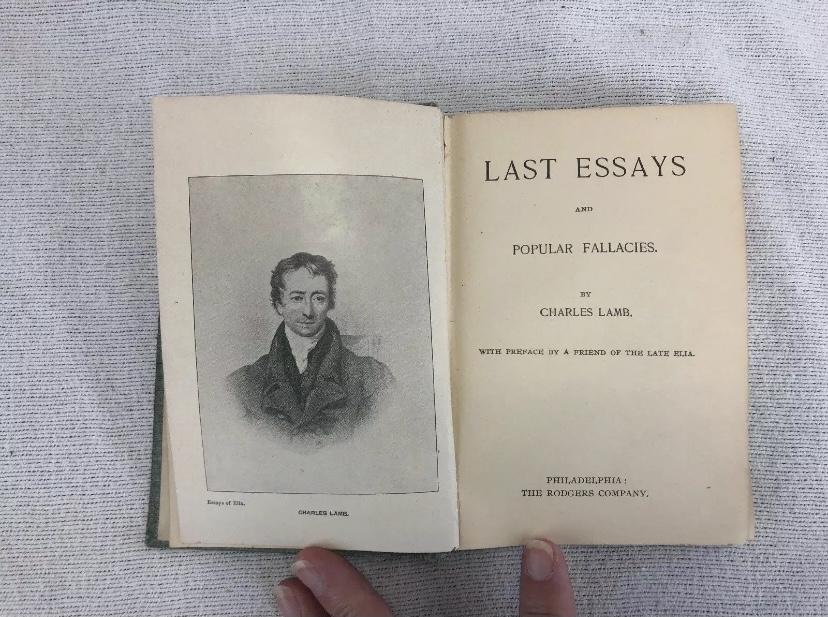 Essays of Elia.
CHARLES LAMB.
LAST ESSAYS
AND
POPULAR FALLACIES.
BY
CHARLES LAMB.
WITH PREFACE BY A FRIEND OF THE LATE ELIA.
PHILADELPHIA:
THE RODGERS COMPANY.